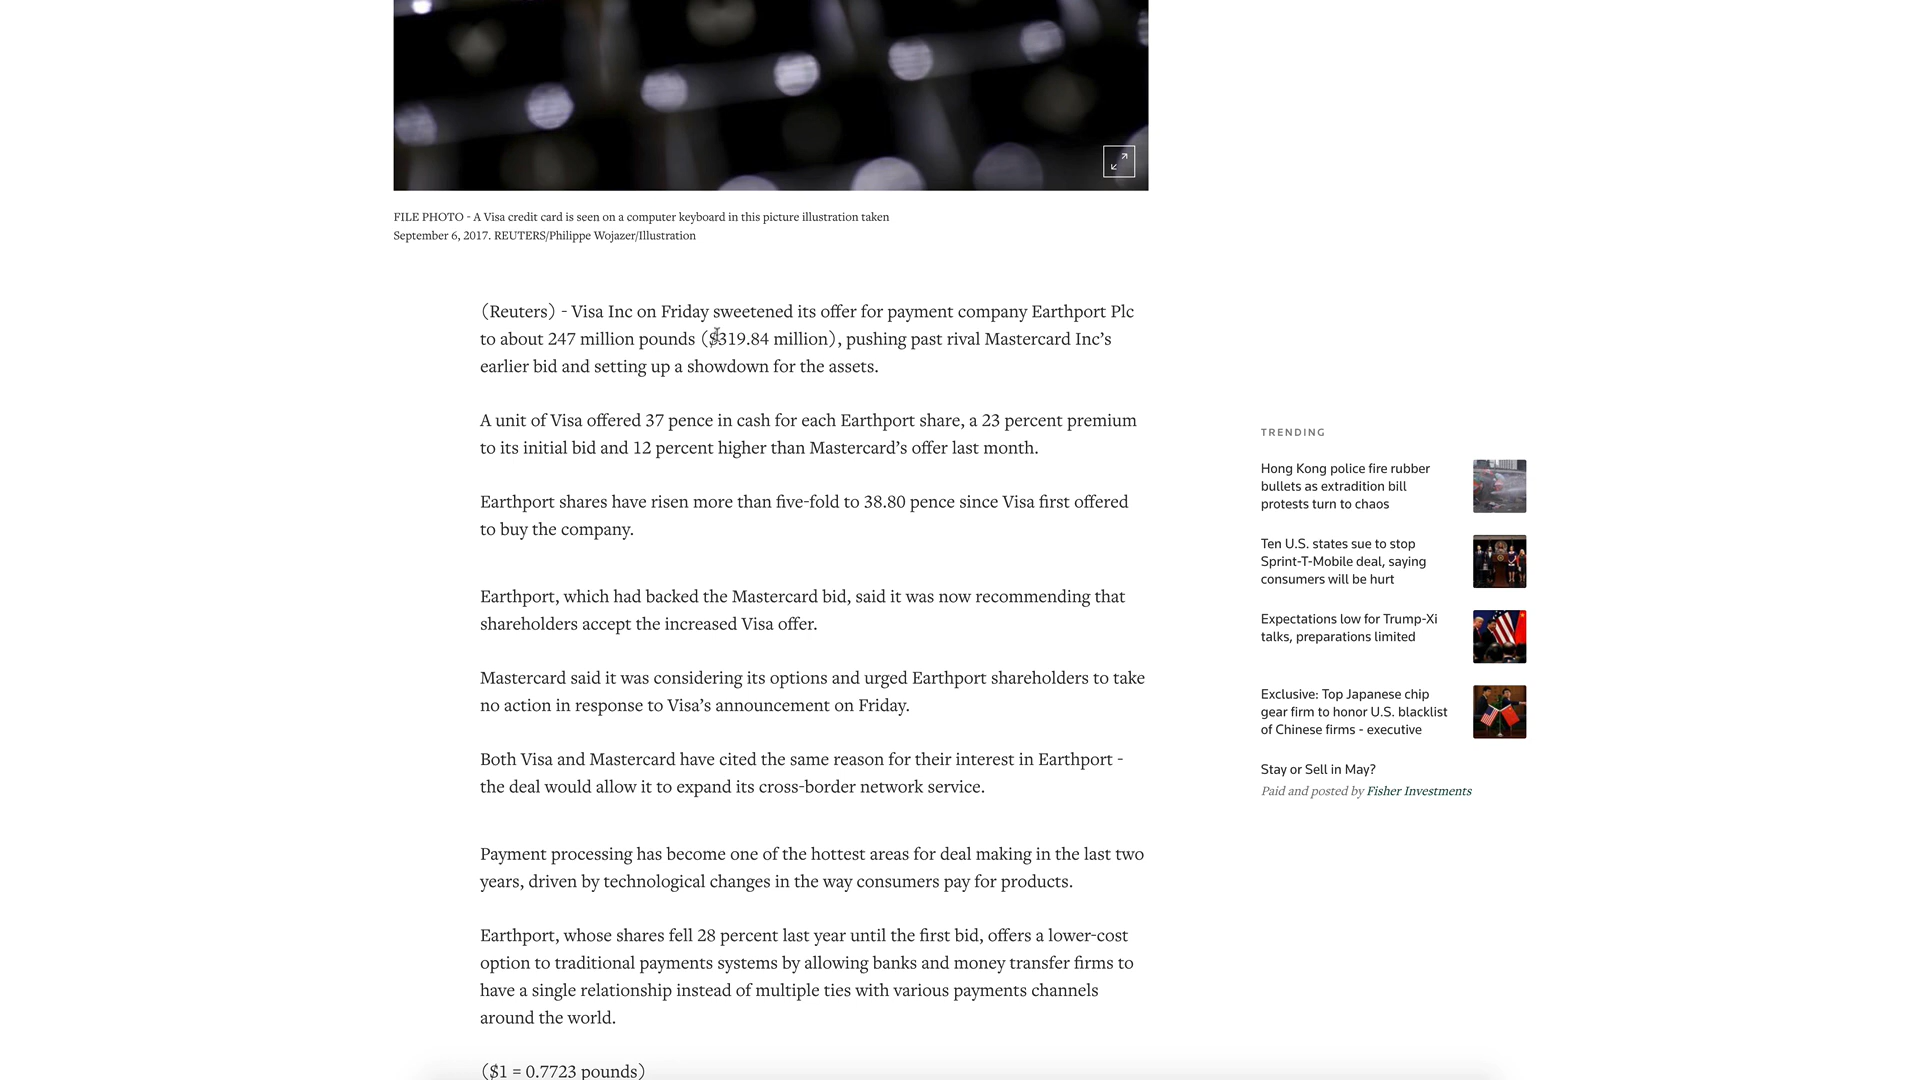 FILE PHOTO - A Visa credit card is seen on a computer keyboard in this picture illustration taken
September 6, 2017. REUTERS/Philippe Wojazer/Illustration
(Reuters) - Visa Inc on Friday sweetened its offer for payment company Earthport Plc
to about 247 million pounds ($319.84 million), pushing past rival Mastercard Inc’s
earlier bid and setting up a showdown for the assets.
A unit of Visa offered 37 pence in cash for each Earthport share, a 23 percent premium
to its initial bid and 12 percent higher than Mastercard’s offer last month.
Earthport shares have risen more than five-fold to 38.80 pence since Visa first offered
to buy the company.
Earthport, which had backed the Mastercard bid, said it was now recommending that
shareholders accept the increased Visa offer.
Mastercard said it was considering its options and urged Earthport shareholders to take
no action in response to Visa’s announcement on Friday.
Both Visa and Mastercard have cited the same reason for their interest in Earthport -
the deal would allow it to expand its cross-border network service.
Payment processing has become one of the hottest areas for deal making in the last two
years, driven by technological changes in the way consumers pay for products.
Earthport, whose shares fell 28 percent last year until the first bid, offers a lower-cost
option to traditional payments systems by allowing banks and money transfer firms to
have a single relationship instead of multiple ties with various payments channels
around the world.
($1 = 0.7723 pounds)
TRENDING
Hong Kong police fire rubber
bullets as extradition bill
protests turn to chaos
Ten U.S. states sue to stop
Sprint-T-Mobile deal, saying
consumers will be hurt
Expectations low for Trump-Xi
talks, preparations limited
Exclusive: Top Japanese chip
gear firm to honor U.S. blacklist
of Chinese firms - executive
Stay or Sell in May?
Paid and posted by Fisher Investments